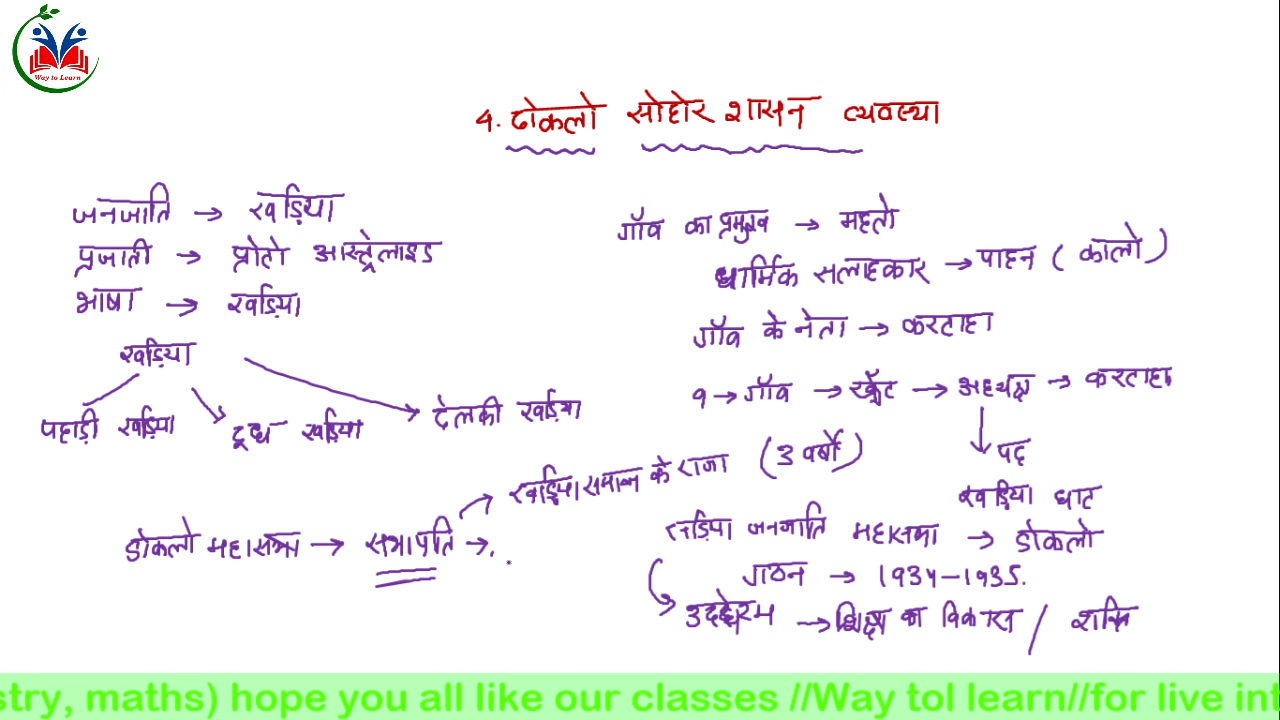 Way to Learn
4. ढोकलो सोहोर शासन व्यवस्था
जनजाति → खड़िया
प्रजाती → प्रोटो आस्ट्रेलाइड
भाषा → खड़िया
खड़िया
पहाड़ी खड़िया
दूध खड़िया
ढेलकी खड़िया
डोकलो महासभा → सभापति →
खड़िया समाज के राजा (3 वर्षों)
गाँव का प्रमुख → महतो
धार्मिक सलाहकार → पाहन (कालो)
गाँव के नेता → करटाहा
9 → गाँव → खूँट → अध्यक्ष → करटाहा
पद
खड़िया घाट
खड़िया जनजाति महासभा → डोकलो
गठन → 1934-1935.
उद्देश्य → शिक्षा का विकास /
stry, maths) hope you all like our classes //Way tol learn//for live int